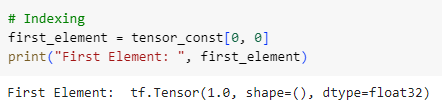 # Indexing
first_element = tensor_const[0, 0]
print("First Element: ", first_element)
First Element:  tf.Tensor(1.0, shape=(), dtype=float32)